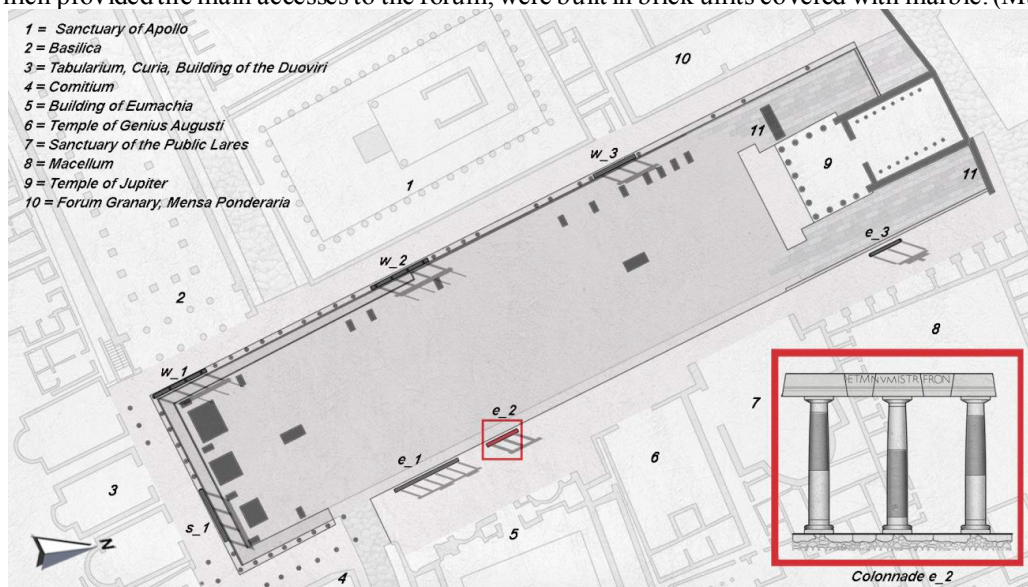 men provided the main accesses to the forum, were built in brick units covered with marble. (M
1 = Sanctuary of Apollo
2 = Basilica
3 = Tabularium, Curia, Building of the Duoviri
4 = Comitium
5 = Building of Eumachia
6 = Temple of Genius Augusti
7 = Sanctuary of the Public Lares
8 = Macellum
9 = Temple of Jupiter
10 = Forum Granary, Mensa Ponderaria
10
11
w_3
9
1
11
w_2
e_3
2
8
w_1
7
e_2
ETMNVMISTR FRON
6
e_1
3
s_1
5
N
4
Colonnade e_2